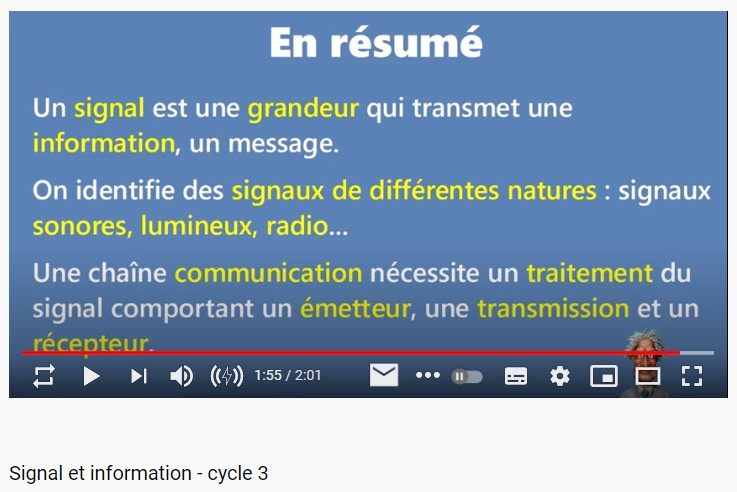 En résumé
Un signal est une grandeur qui transmet une
information, un message.
On identifie des signaux de différentes natures : signaux
sonores, lumineux, radio...
Une chaîne communication nécessite un traitement du
signal comportant un émetteur, une transmission et un
récepteur.
1:55 / 2:01
Signal et information - cycle 3